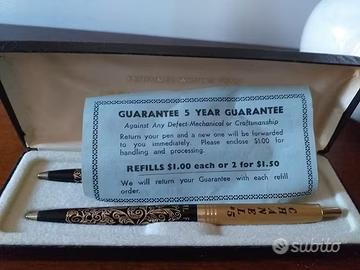 GUARANTEE 5 YEAR GUARANTEE
Against Any Defect-Mechanical or Craftsmanship
Return your pen and a new one will be forwarded
to you immediately. Please enclose $1.00 for
handling and processing.
REFILLS $1.00 each or 2 for $1.50
We will return your Guarantee with each refill
order.
subito